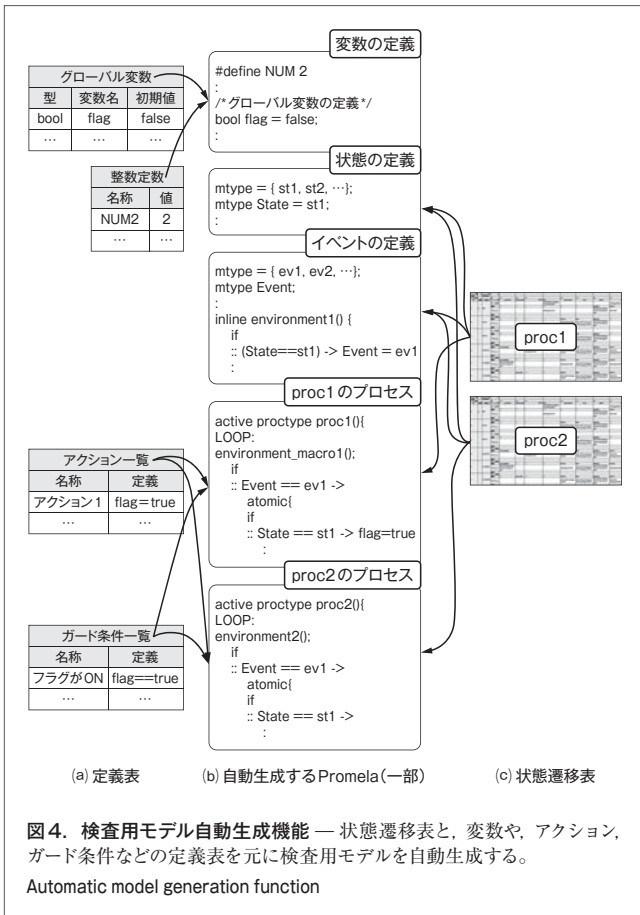 変数の定義
#define NUM 2
:
/*グローバル変数の定義*/
bool flag = false;
:
グローバル変数
型 変数名 初期値
bool flag false
… … …
整数定数
名称 値
NUM2 2
… …
状態の定義
mtype = { st1, st2, …};
mtype State = st1;
:
イベントの定義
mtype = { ev1, ev2, …};
mtype Event;
:
inline environment1() {
if
:: (State==st1) -> Event = ev1
:
proc1
proc2
proc1のプロセス
active proctype proc1(){
LOOP:
environment_macro1();
if
:: Event == ev1 ->
atomic{
if
:: State == st1 -> flag=true
:
アクション一覧
名称 定義
アクション1 flag=true
… …
proc2のプロセス
active proctype proc2(){
LOOP:
environment2();
if
:: Event == ev1 ->
atomic{
if
:: State == st1 ->
:
ガード条件一覧
名称 定義
フラグがON flag==true
… …
(a) 定義表
(b) 自動生成するPromela(一部)
(c) 状態遷移表
図4. 検査用モデル自動生成機能 — 状態遷移表と，変数や，アクション，
ガード条件などの定義表を元に検査用モデルを自動生成する。
Automatic model generation function